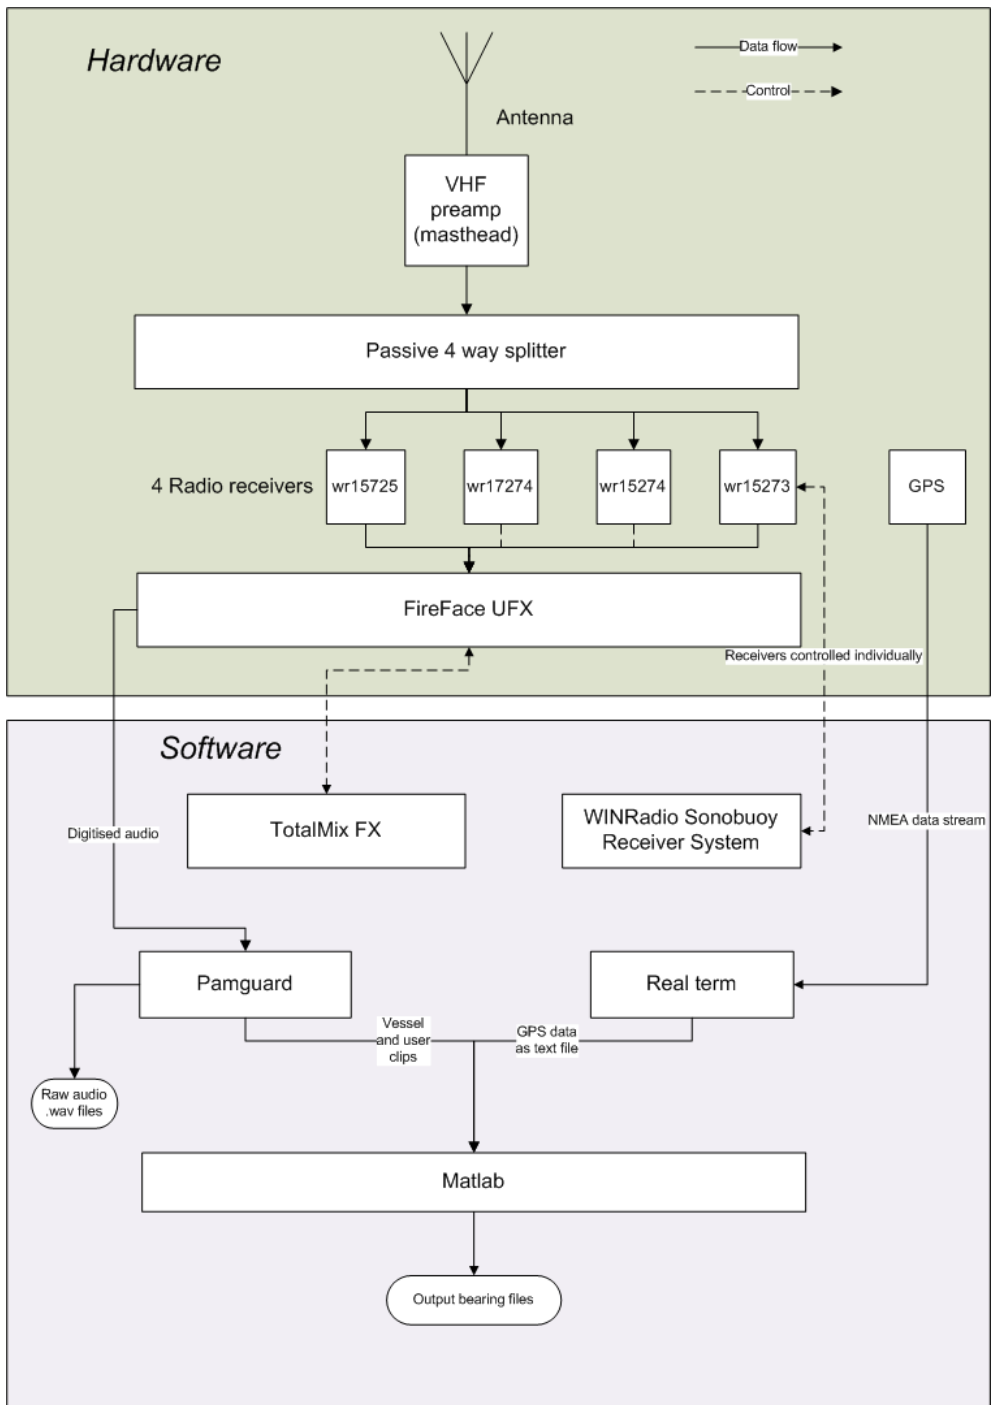 Hardware
Data flow
Control
Antenna
VHF
preamp
(masthead)
Passive 4 way splitter
4 Radio receivers
wr15725
wr17274
wr15274
wr15273
GPS
FireFace UFX
Receivers controlled individually
Software
TotalMix FX
WINRadio Sonobuoy
Receiver System
Digitised audio
NMEA data stream
Pamguard
Real term
Vessel
and user
clips
GPS data
as text file
Raw audio
.wav files
Matlab
Output bearing files